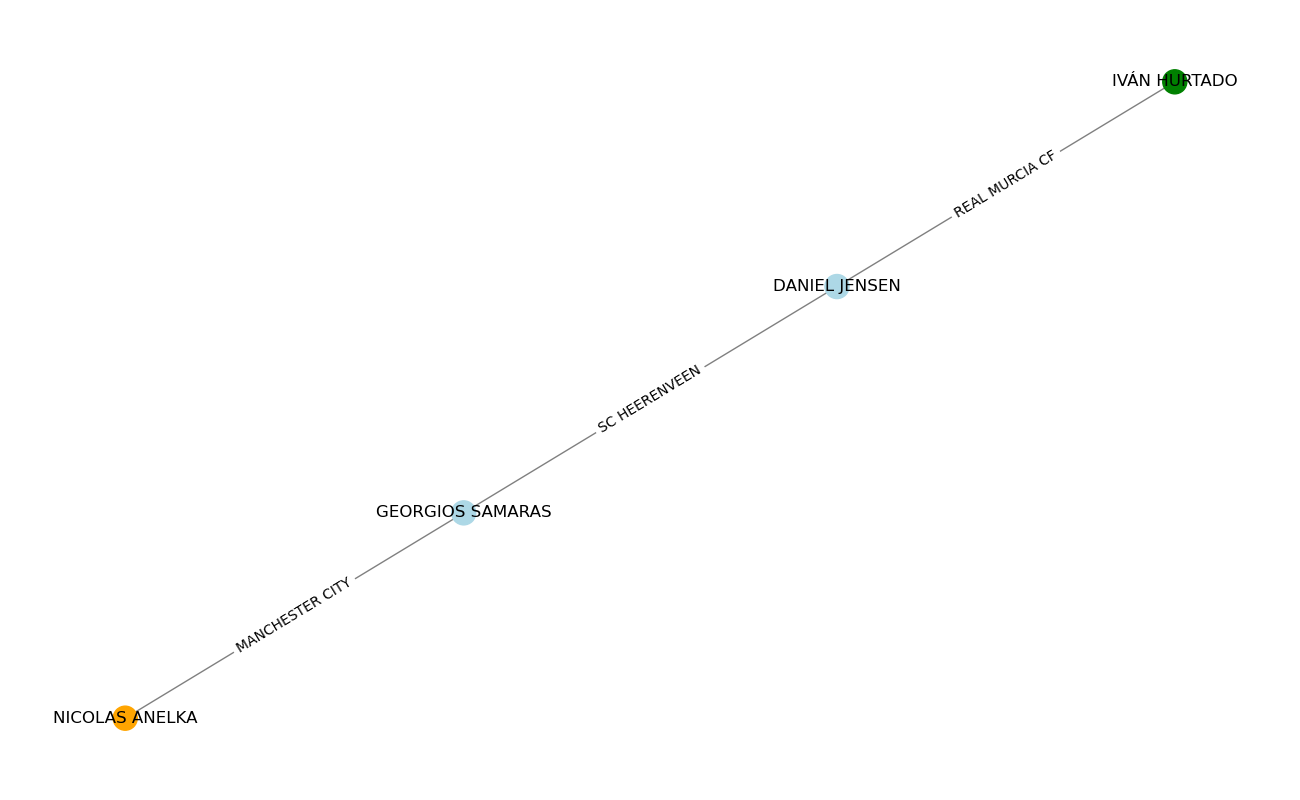 IVÁN HURTADO
REAL MURCIA CF
DANIEL JENSEN
SC HEERENVEEN
GEORGIOS SAMARAS
MANCHESTER CITY
NICOLAS ANELKA